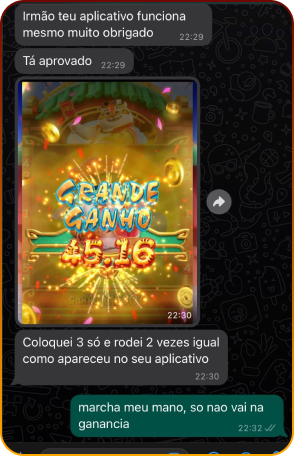 Irmão teu aplicativo funciona
mesmo muito obrigado
22:29
Tá aprovado
22:29
GRANDE
GANHO
45.16
22:30
Coloquei 3 só e rodei 2 vezes igual
como apareceu no seu aplicativo
22:30
marcha meu mano, so nao vai na
ganancia
22:32